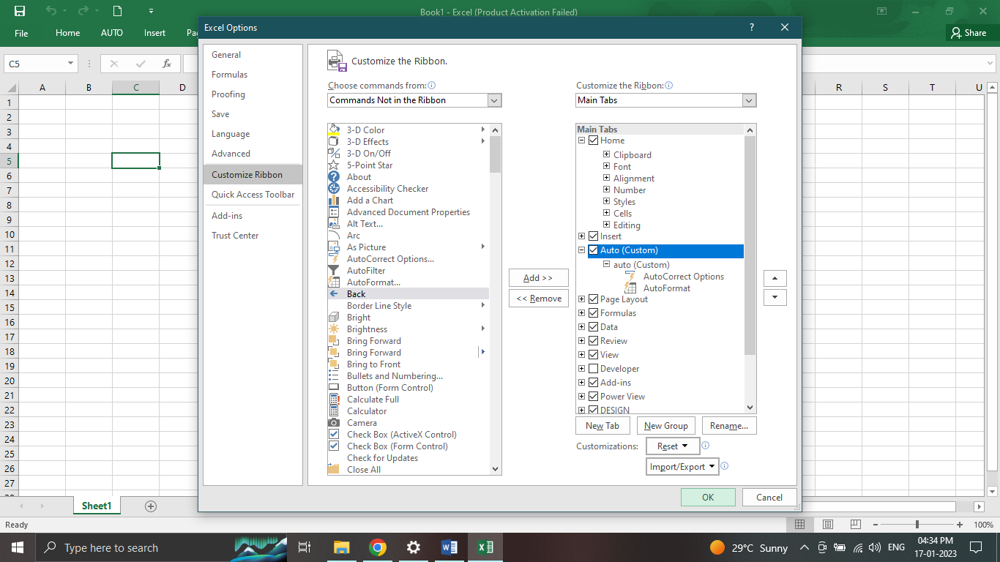 Book1 - Excel (Product Activation Failed)
File
Home
AUTO
Insert
Pa
Share
Excel Options
?
C5
fx
A
B
C
D
R
S
T
U
1
2
3
4
5
6
7
8
9
10
11
12
13
14
15
16
17
18
19
20
21
22
23
24
25
26
27
General
Formulas
Proofing
Save
Language
Advanced
Customize Ribbon
Quick Access Toolbar
Add-ins
Trust Center
Customize the Ribbon.
Choose commands from:
Commands Not in the Ribbon
3-D Color
3-D Effects
3-D On/Off
5-Point Star
About
Accessibility Checker
Add a Chart
Advanced Document Properties
Alt Text...
Arc
As Picture
AutoCorrect Options...
AutoFilter
AutoFormat...
Back
Border Line Style
Bright
Brightness
Bring Forward
Bring Forward
Bring to Front
Bullets and Numbering...
Button (Form Control)
Calculate Full
Calculator
Camera
Check Box (ActiveX Control)
Check Box (Form Control)
Check for Updates
Close All
Add >>
<< Remove
Customize the Ribbon:
Main Tabs
Main Tabs
Home
Clipboard
Font
Alignment
Number
Styles
Cells
Editing
Insert
Auto (Custom)
auto (Custom)
AutoCorrect Options
AutoFormat
Page Layout
Formulas
Data
Review
View
Developer
Add-ins
Power View
DESIGN
New Tab
New Group
Rename...
Customizations:
Reset
Import/Export
OK
Cancel
Sheet1
Ready
100%
Type here to search
29°C Sunny
ENG
04:34 PM
17-01-2023